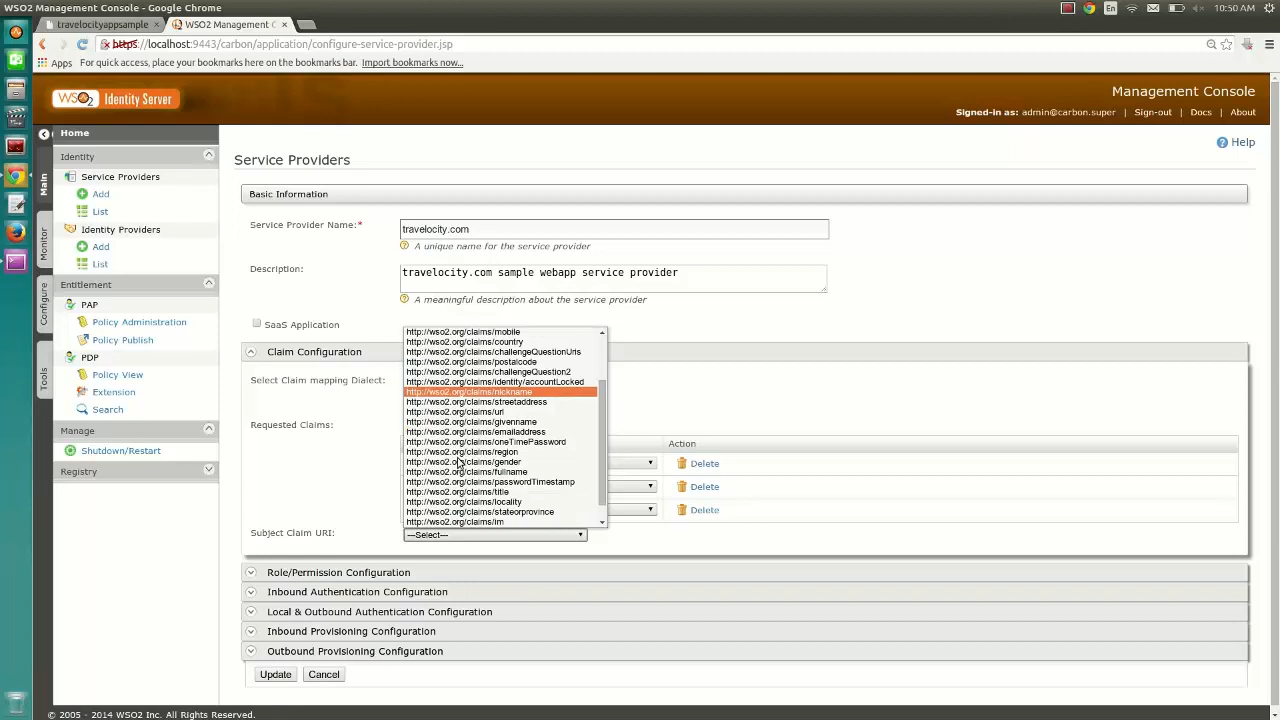 WSO2 Management Console - Google Chrome
En
10:50 AM
travelocityappsample
WSO2 Management C
https://localhost:9443/carbon/application/configure-service-provider.jsp
Apps
For quick access, place your bookmarks here on the bookmarks bar.
Import bookmarks now...
WSO2 Identity Server
Management Console
Signed-in as: admin@carbon.super | Sign-out | Docs | About
Help
Main
Monitor
Configure
Tools
Home
Identity
Service Providers
Add
List
Identity Providers
Add
List
Entitlement
PAP
Policy Administration
Policy Publish
PDP
Policy View
Extension
Search
Manage
Shutdown/Restart
Registry
Service Providers
Basic Information
Service Provider Name:*
travelocity.com
A unique name for the service provider
Description:
travelocity.com sample webapp service provider
A meaningful description about the service provider
SaaS Application
Claim Configuration
Select Claim mapping Dialect:
Requested Claims:
http://wso2.org/claims/mobile
http://wso2.org/claims/country
http://wso2.org/claims/challengeQuestionUris
http://wso2.org/claims/postalcode
http://wso2.org/claims/challengeQuestion2
http://wso2.org/claims/identity/accountLocked
http://wso2.org/claims/nickname
http://wso2.org/claims/streetaddress
http://wso2.org/claims/url
http://wso2.org/claims/givenname
http://wso2.org/claims/emailaddress
http://wso2.org/claims/oneTimePassword
http://wso2.org/claims/region
http://wso2.org/claims/gender
http://wso2.org/claims/fullname
http://wso2.org/claims/passwordTimestamp
http://wso2.org/claims/title
http://wso2.org/claims/locality
http://wso2.org/claims/stateorprovince
http://wso2.org/claims/im
Action
Delete
Delete
Delete
Subject Claim URI:
---Select---
Role/Permission Configuration
Inbound Authentication Configuration
Local & Outbound Authentication Configuration
Inbound Provisioning Configuration
Outbound Provisioning Configuration
Update
Cancel
© 2005 - 2014 WSO2 Inc. All Rights Reserved.